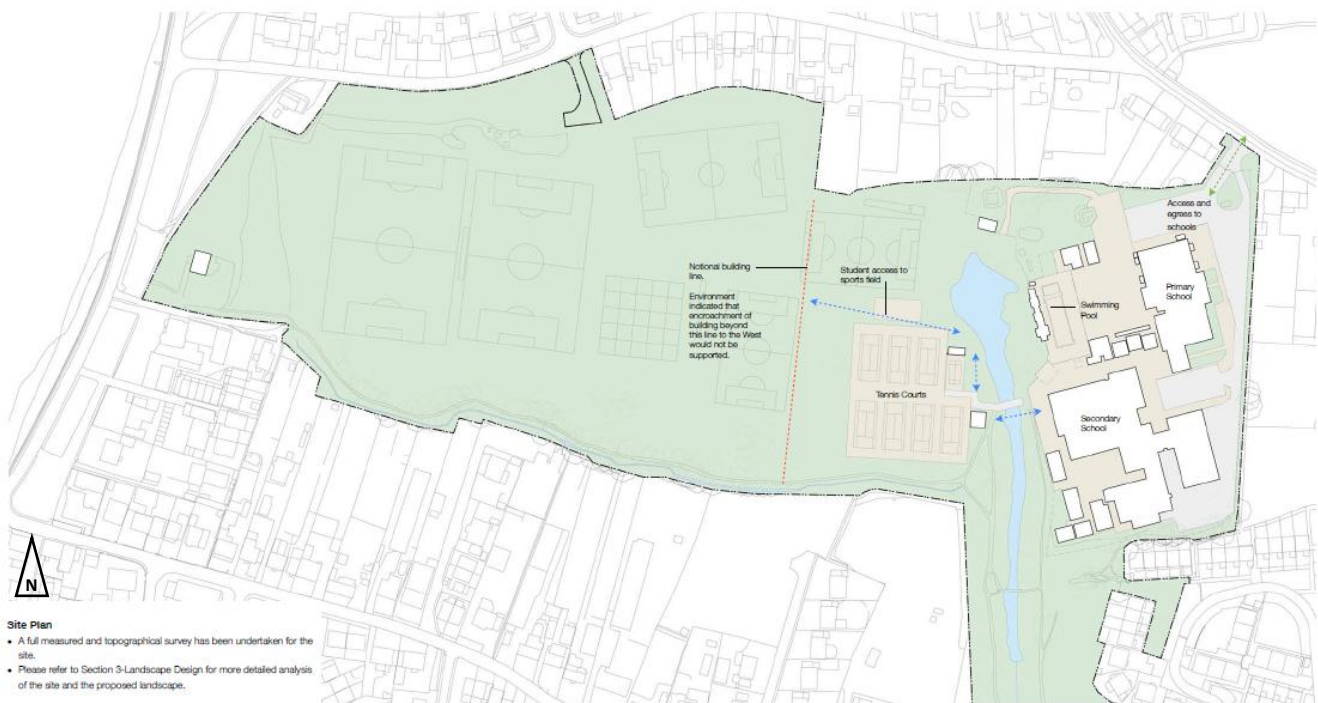 Access and
egress to
schools
Notional building
line.
Environment
indicated that
encroachment of
building beyond
this line to the West
would not be
supported.
Student access to
sports field
Swimming
Pool
Primary
School
Tennis Courts
Secondary
School
N
Site Plan
• A full measured and topographical survey has been undertaken for the
site.
• Please refer to Section 3-Landscape Design for more detailed analysis
of the site and the proposed landscape.